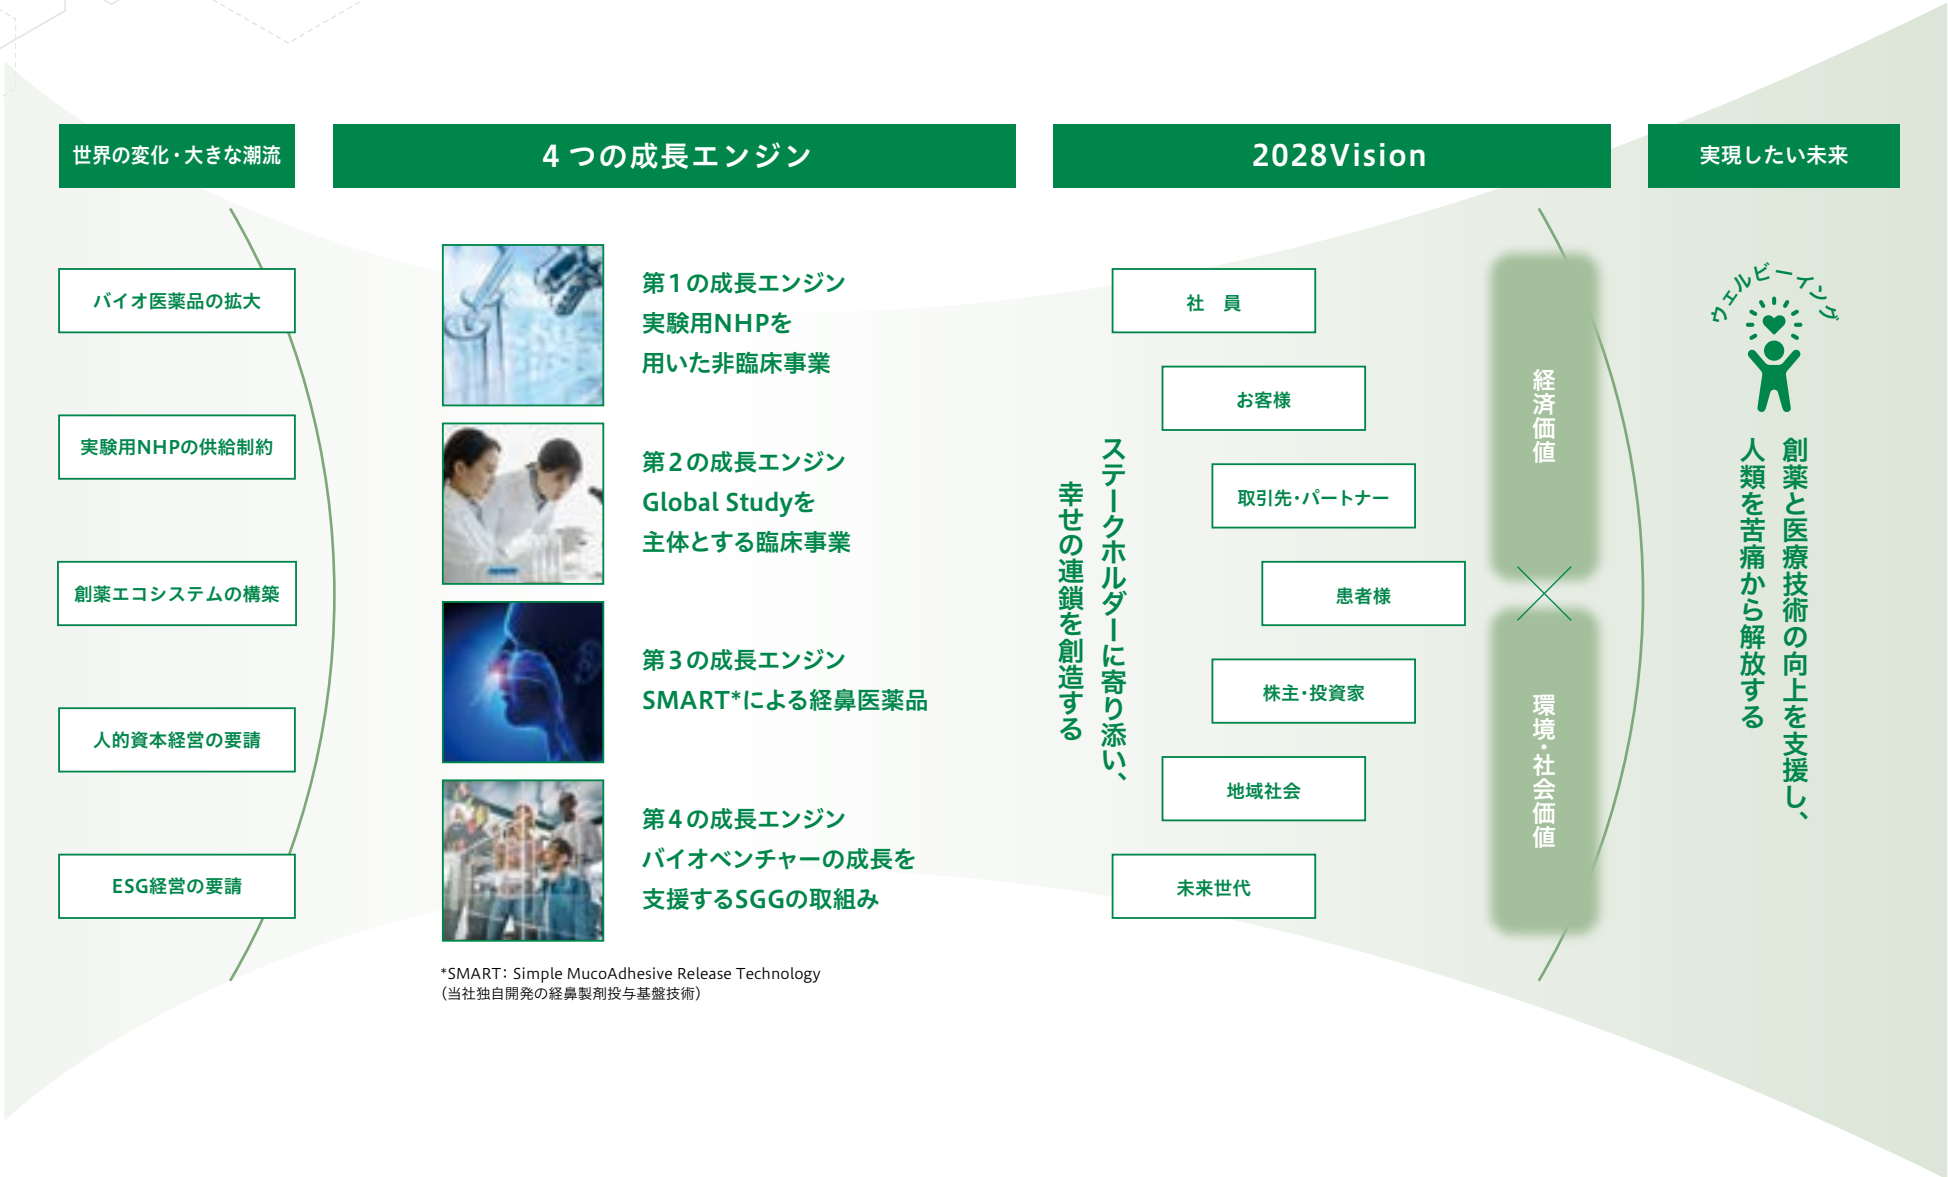 世界の変化・大きな潮流
バイオ医薬品の拡大
実験用NHPの供給制約
創薬エコシステムの構築
人的資本経営の要請
ESG経営の要請
4つの成長エンジン
第1の成長エンジン
実験用NHPを
用いた非臨床事業
第2の成長エンジン
Global Studyを
主体とする臨床事業
第3の成長エンジン
SMART*による経鼻医薬品
第4の成長エンジン
バイオベンチャーの成長を
支援するSGGの取組み
*SMART：Simple MucoAdhesive Release Technology
（当社独自開発の経鼻製剤投与基盤技術）
2028Vision
ステークホルダーに寄り添い、
幸せの連鎖を創造する
社　員
お客様
取引先・パートナー
患者様
株主・投資家
地域社会
未来世代
経済価値
環境・社会価値
実現したい未来
ウェルビーイング
創薬と医療技術の向上を支援し、
人類を苦痛から解放する